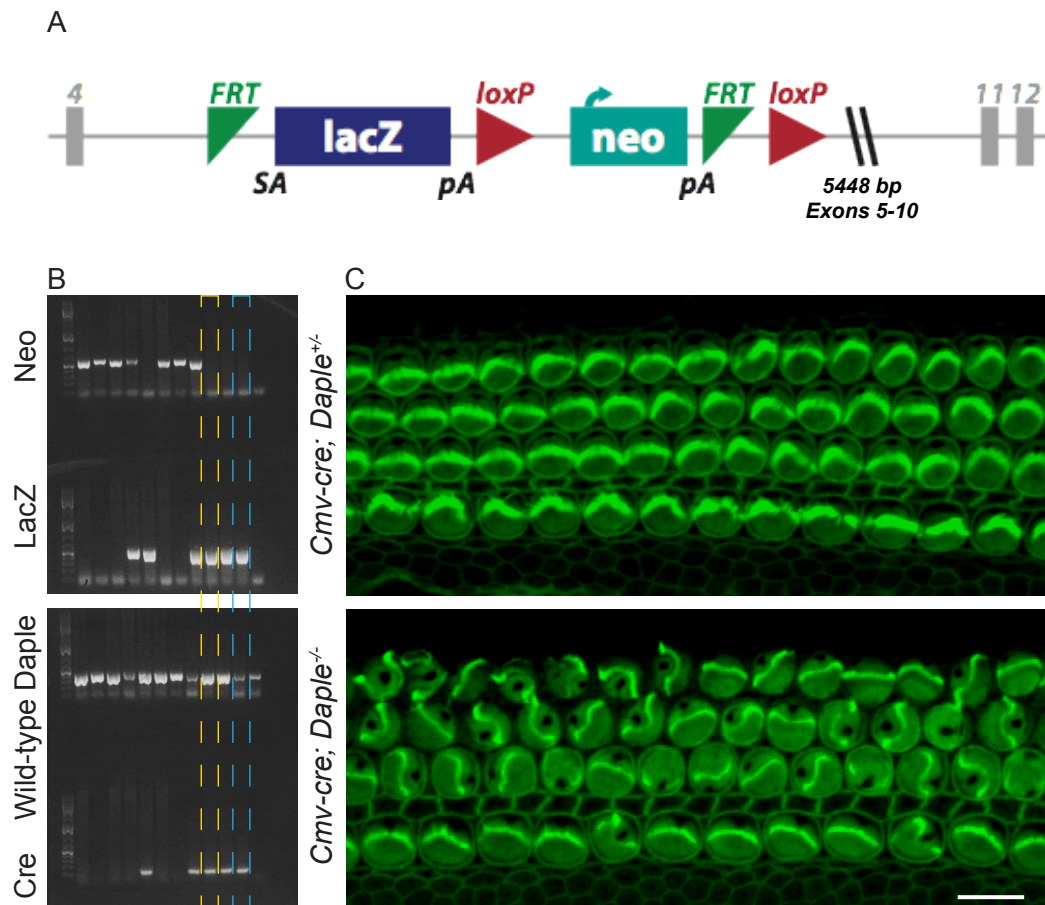 A
4
FRT
loxP
FRT
loxP
11 12
lacZ
neo
SA
pA
pA
5448 bp
Exons 5-10
B
C
Neo
LacZ
Wild-type Daple
Cre
Cmv-cre; Daple+/-
Cmv-cre; Daple-/-